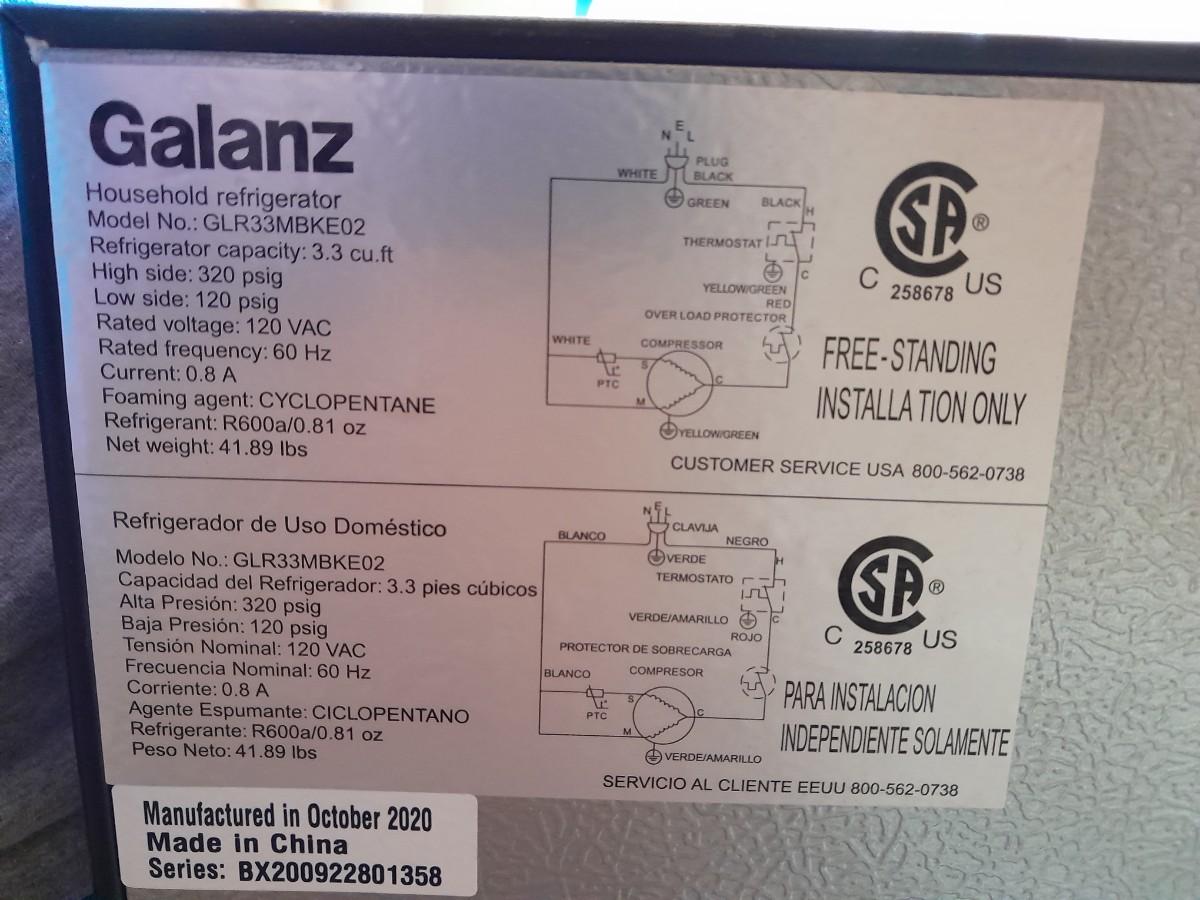 Galanz
Household refrigerator
Model No.: GLR33MBKE02
Refrigerator capacity: 3.3 cu.ft
High side: 320 psig
Low side: 120 psig
Rated voltage: 120 VAC
Rated frequency: 60 Hz
Current: 0.8 A
Foaming agent: CYCLOPENTANE
Refrigerant: R600a/0.81 oz
Net weight: 41.89 lbs
N E L
PLUG
WHITE
BLACK
GREEN
BLACK
H
THERMOSTAT
C
YELLOW/GREEN
RED
OVER LOAD PROTECTOR
WHITE
COMPRESSOR
S
PTC
C
M
YELLOW/GREEN
SA ®
C 258678 US
FREE-STANDING
INSTALLATION ONLY
CUSTOMER SERVICE USA 800-562-0738
Refrigerador de Uso Doméstico
Modelo No.: GLR33MBKE02
Capacidad del Refrigerador: 3.3 pies cúbicos
Alta Presión: 320 psig
Baja Presión: 120 psig
Tensión Nominal: 120 VAC
Frecuencia Nominal: 60 Hz
Corriente: 0.8 A
Agente Espumante: CICLOPENTANO
Refrigerante: R600a/0.81 oz
Peso Neto: 41.89 lbs
N E L
CLAVIJA
BLANCO
NEGRO
VERDE
H
TERMOSTATO
VERDE/AMARILLO
C
ROJO
PROTECTOR DE SOBRECARGA
BLANCO
COMPRESOR
S
PTC
C
M
VERDE/AMARILLO
SA ®
C 258678 US
PARA INSTALACION
INDEPENDIENTE SOLAMENTE
SERVICIO AL CLIENTE EEUU 800-562-0738
Manufactured in October 2020
Made in China
Series: BX200922801358